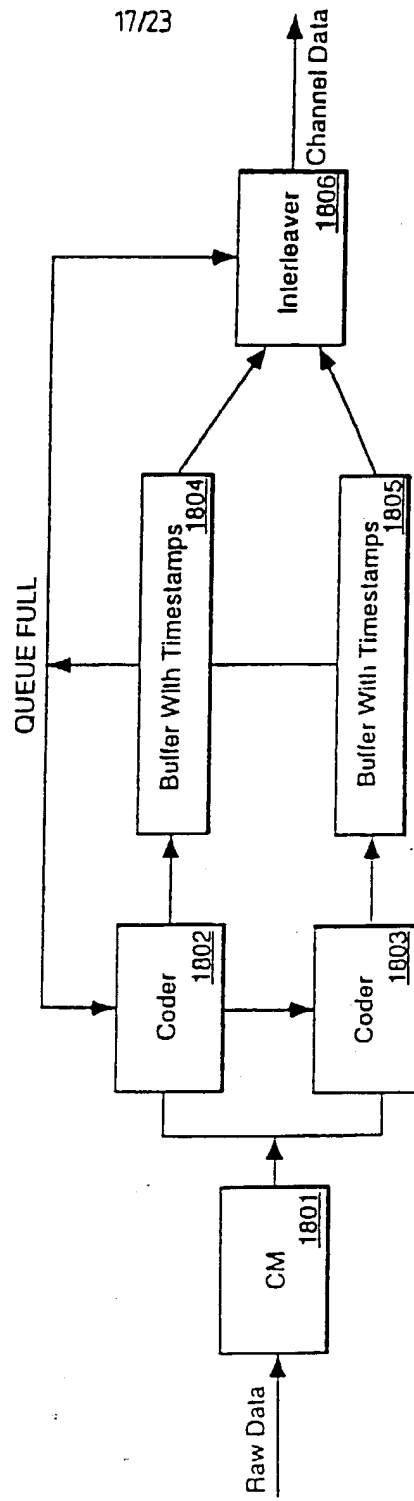 17/23
QUEUE FULL
Raw Data
CM
1801
Coder
1802
Coder
1803
Buffer With Timestamps
1804
Buffer With Timestamps
1805
Interleaver
1806
Channel Data